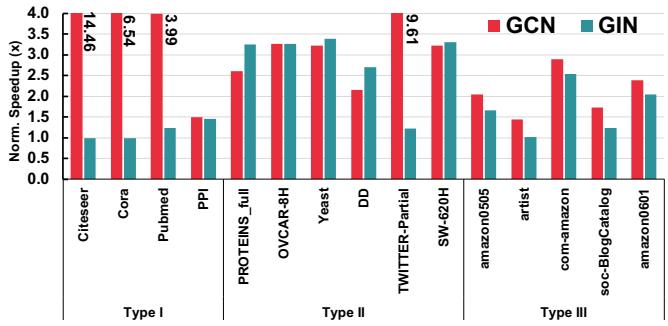 Norm. Speedup (x)
4.0
3.5
3.0
2.5
2.0
1.5
1.0
0.5
0.0
14.46
6.54
3.99
9.61
GCN
GIN
Citeseer
Cora
Pubmed
PPI
PROTEINS_full
OVCAR-8H
Yeast
DD
TWITTER-Partial
SW-620H
amazon0505
artist
com-amazon
soc-BlogCatalog
amazon0601
Type I
Type II
Type III